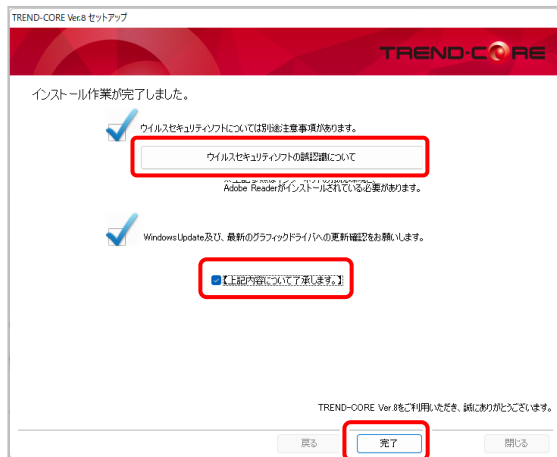 TREND-CORE Ver.8 セットアップ
TREND-CORE
インストール作業が完了しました。
ウイルスセキュリティソフトについては別途注意事項があります。
ウイルスセキュリティソフトの誤認識について
Adobe Readerがインストールされている必要があります。
WindowsUpdate及び、最新のグラフィックドライバへの更新確認をお願いします。
【上記内容について了承します。】
TREND-CORE Ver.8をご利用いただき、誠にありがとうございます。
戻る 完了 閉じる